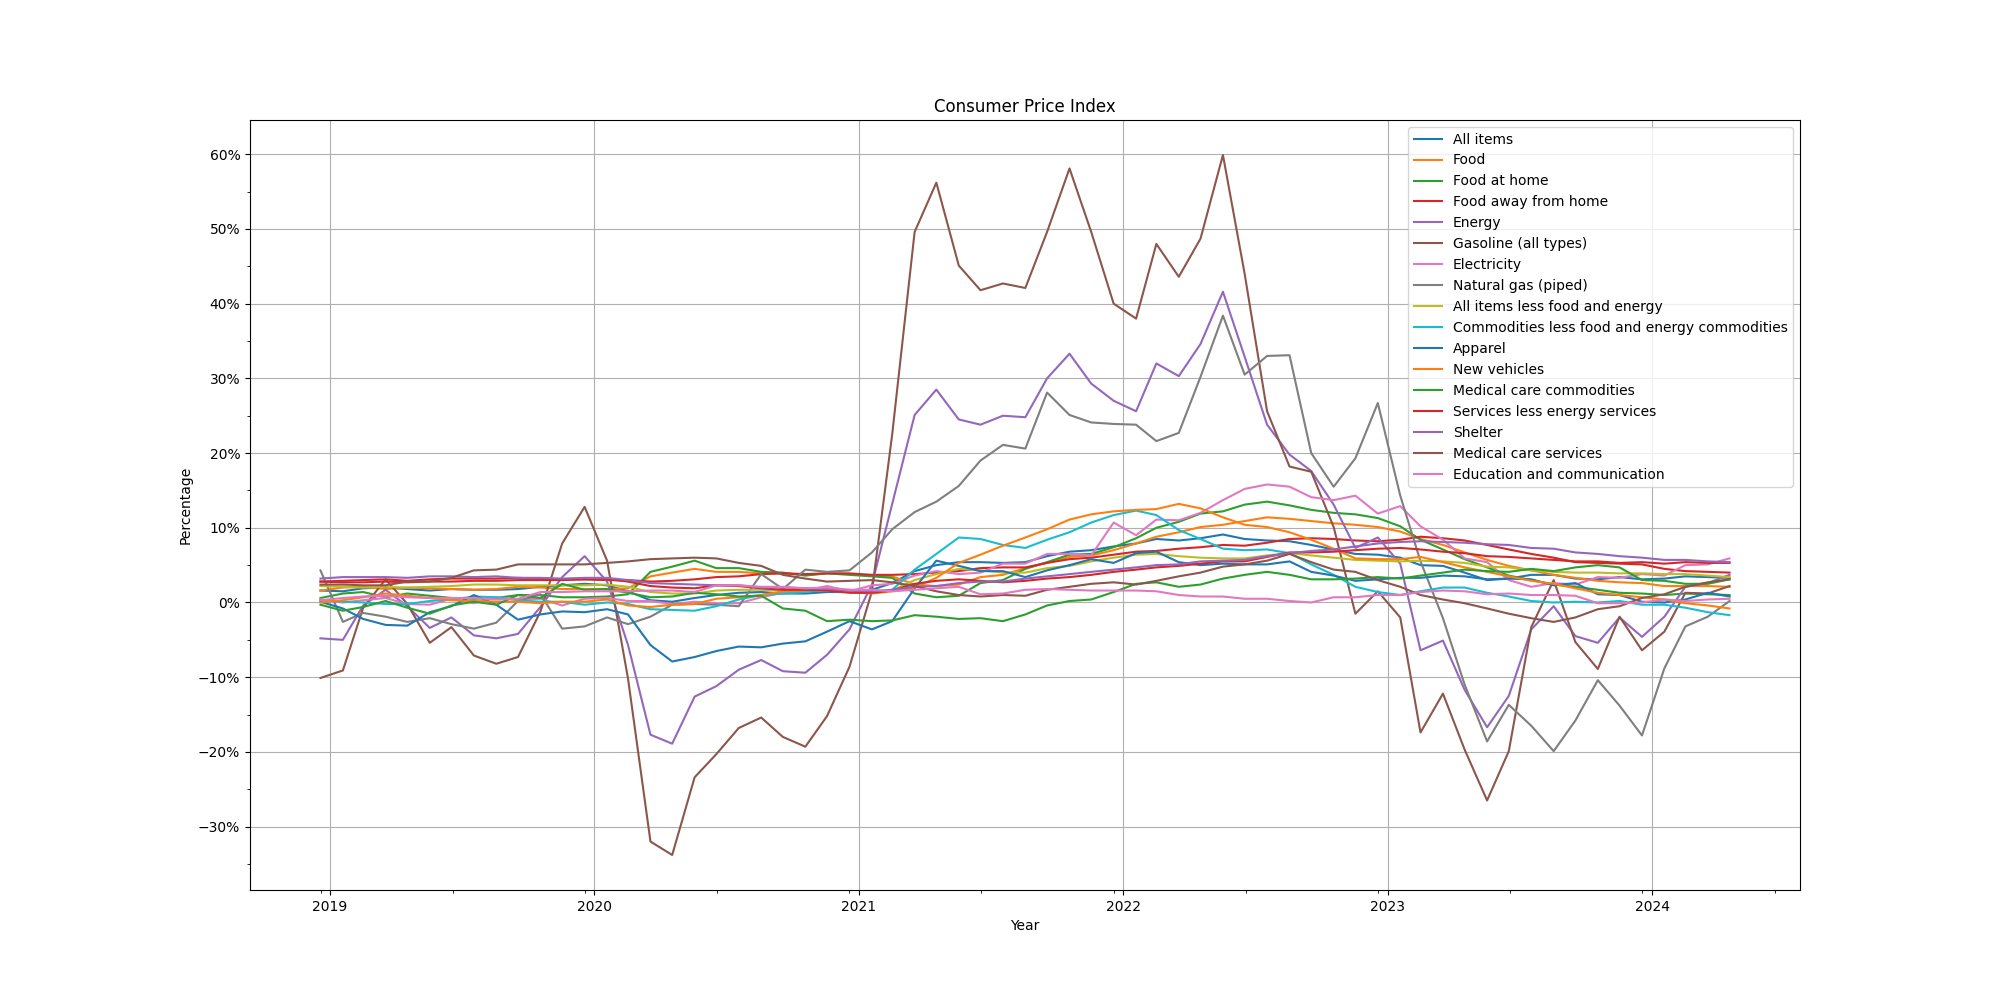 Consumer Price Index
60%
50%
40%
30%
20%
10%
0%
−10%
−20%
−30%
Percentage
2019
2020
2021
2022
2023
2024
Year
All items
Food
Food at home
Food away from home
Energy
Gasoline (all types)
Electricity
Natural gas (piped)
All items less food and energy
Commodities less food and energy commodities
Apparel
New vehicles
Medical care commodities
Services less energy services
Shelter
Medical care services
Education and communication